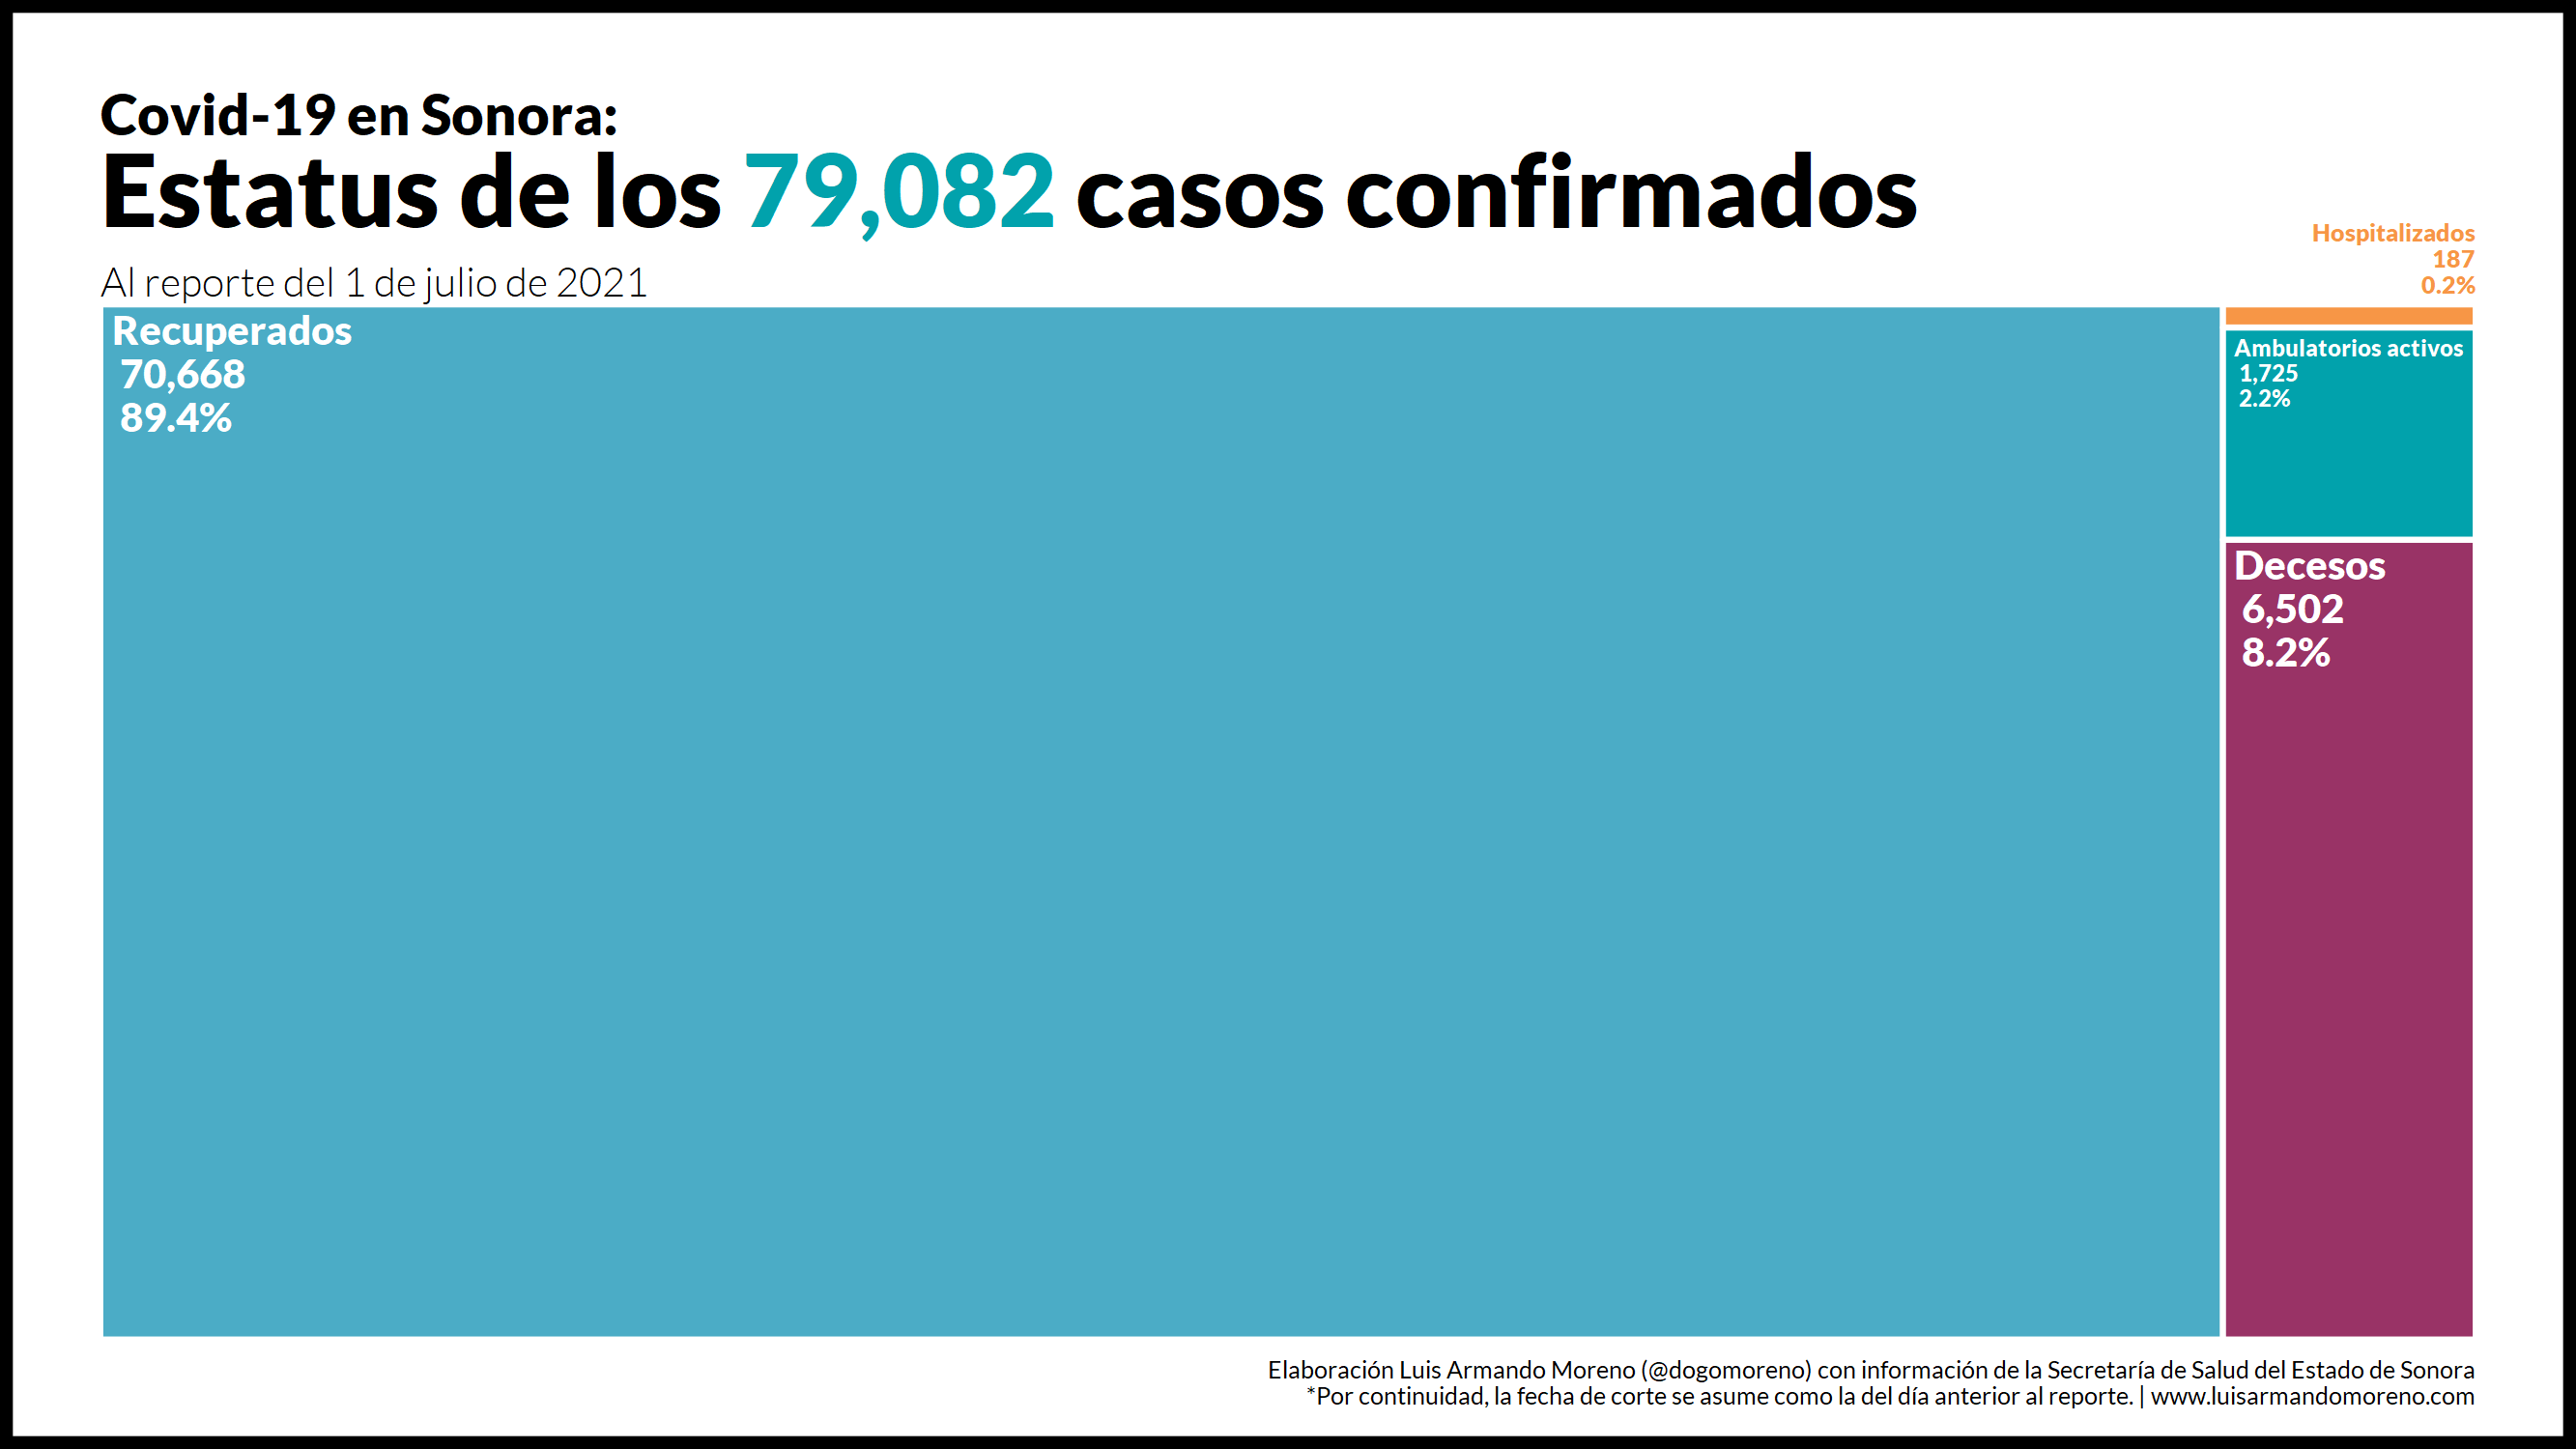 Covid-19 en Sonora:
Estatus de los 79,082 casos confirmados
Al reporte del 1 de julio de 2021
Hospitalizados
187
0.2%
Recuperados
70,668
89.4%
Ambulatorios activos
1,725
2.2%
Decesos
6,502
8.2%
Elaboración Luis Armando Moreno (@dogomoreno) con información de la Secretaría de Salud del Estado de Sonora
*Por continuidad, la fecha de corte se asume como la del día anterior al reporte. | www.luisarmandomoreno.com